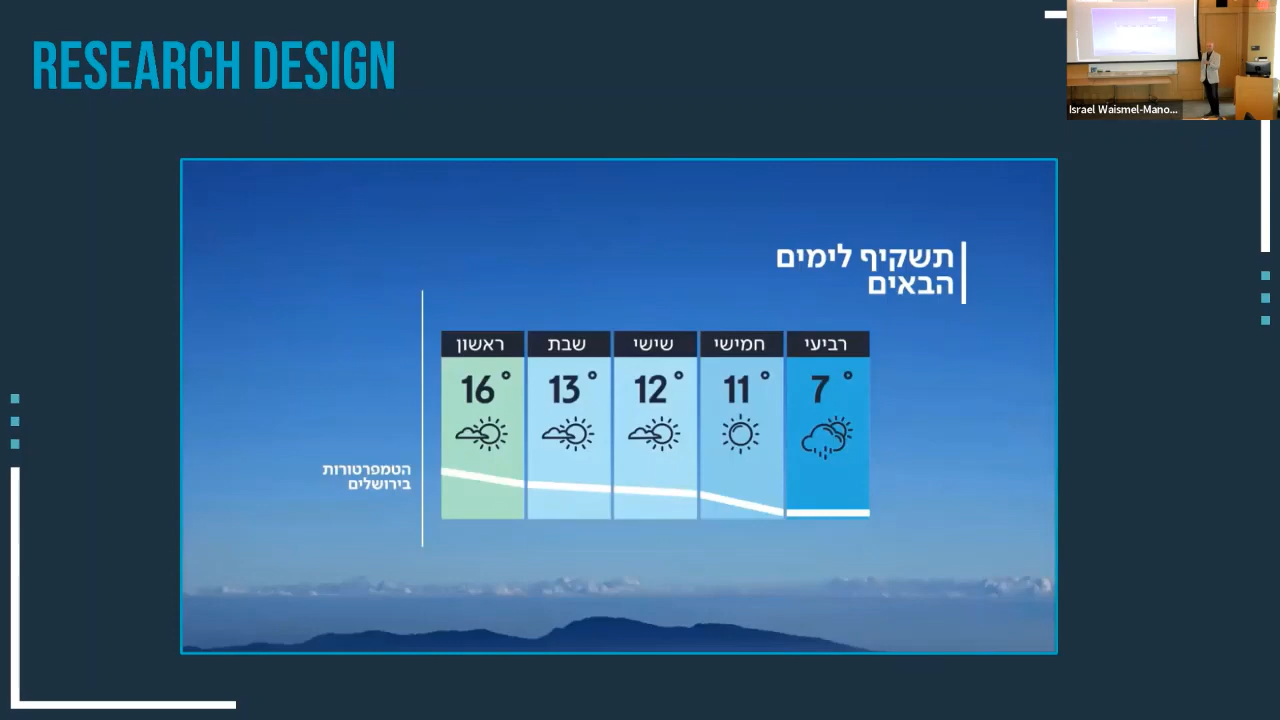 RESEARCH DESIGN
Israel Waismel-Mano...
תשקיף לימים
הבאים
רביעי חמישי שישי שבת ראשון
7° 11° 12° 13° 16°
הטמפרטורות
בירושלים